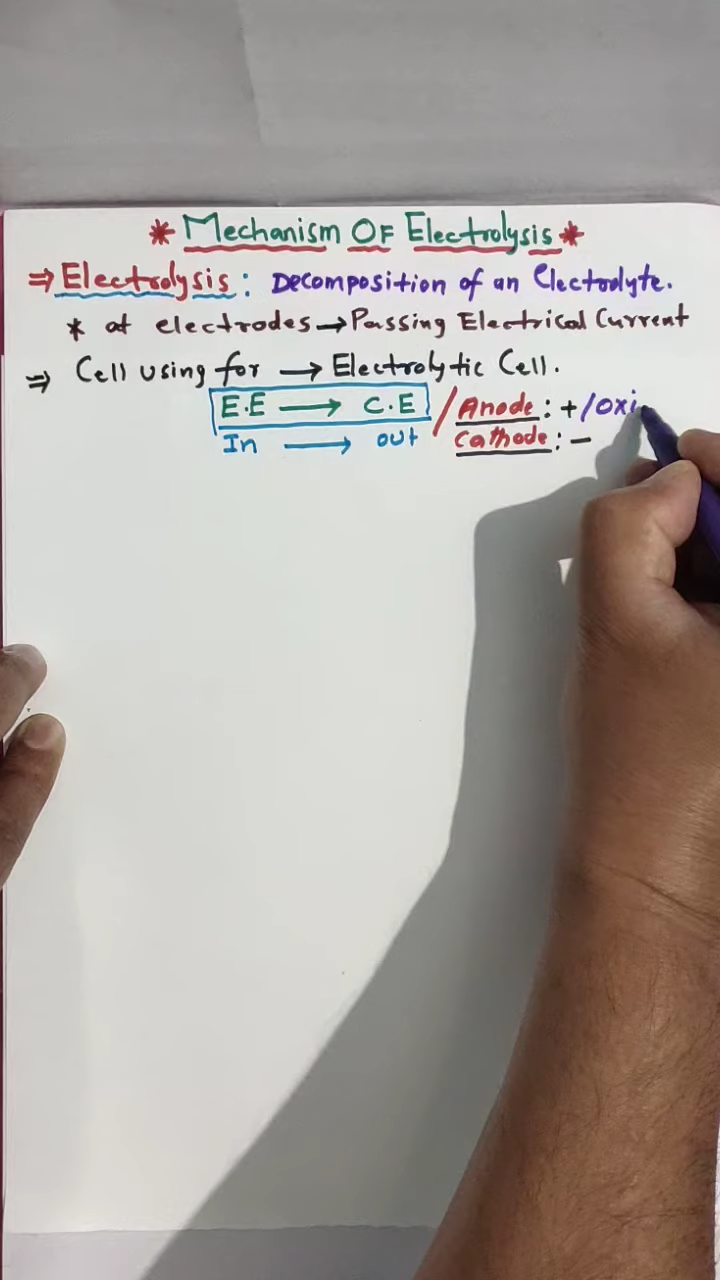 * Mechanism OF Electrolysis *
⇒ Electrolysis: Decomposition of an Electrolyte.
* at electrodes → Passing Electrical Current
⇒ Cell using for → Electrolytic Cell.
E.E → C.E / Anode: + / oxi
In → out Cathode: −